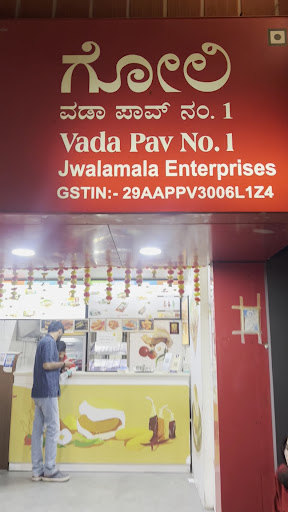 ಗೋಲಿ
ವಡಾ ಪಾವ್ ನಂ. 1
Vada Pav No. 1
Jwalamala Enterprises
GSTIN:- 29AAPPV3006L1Z4